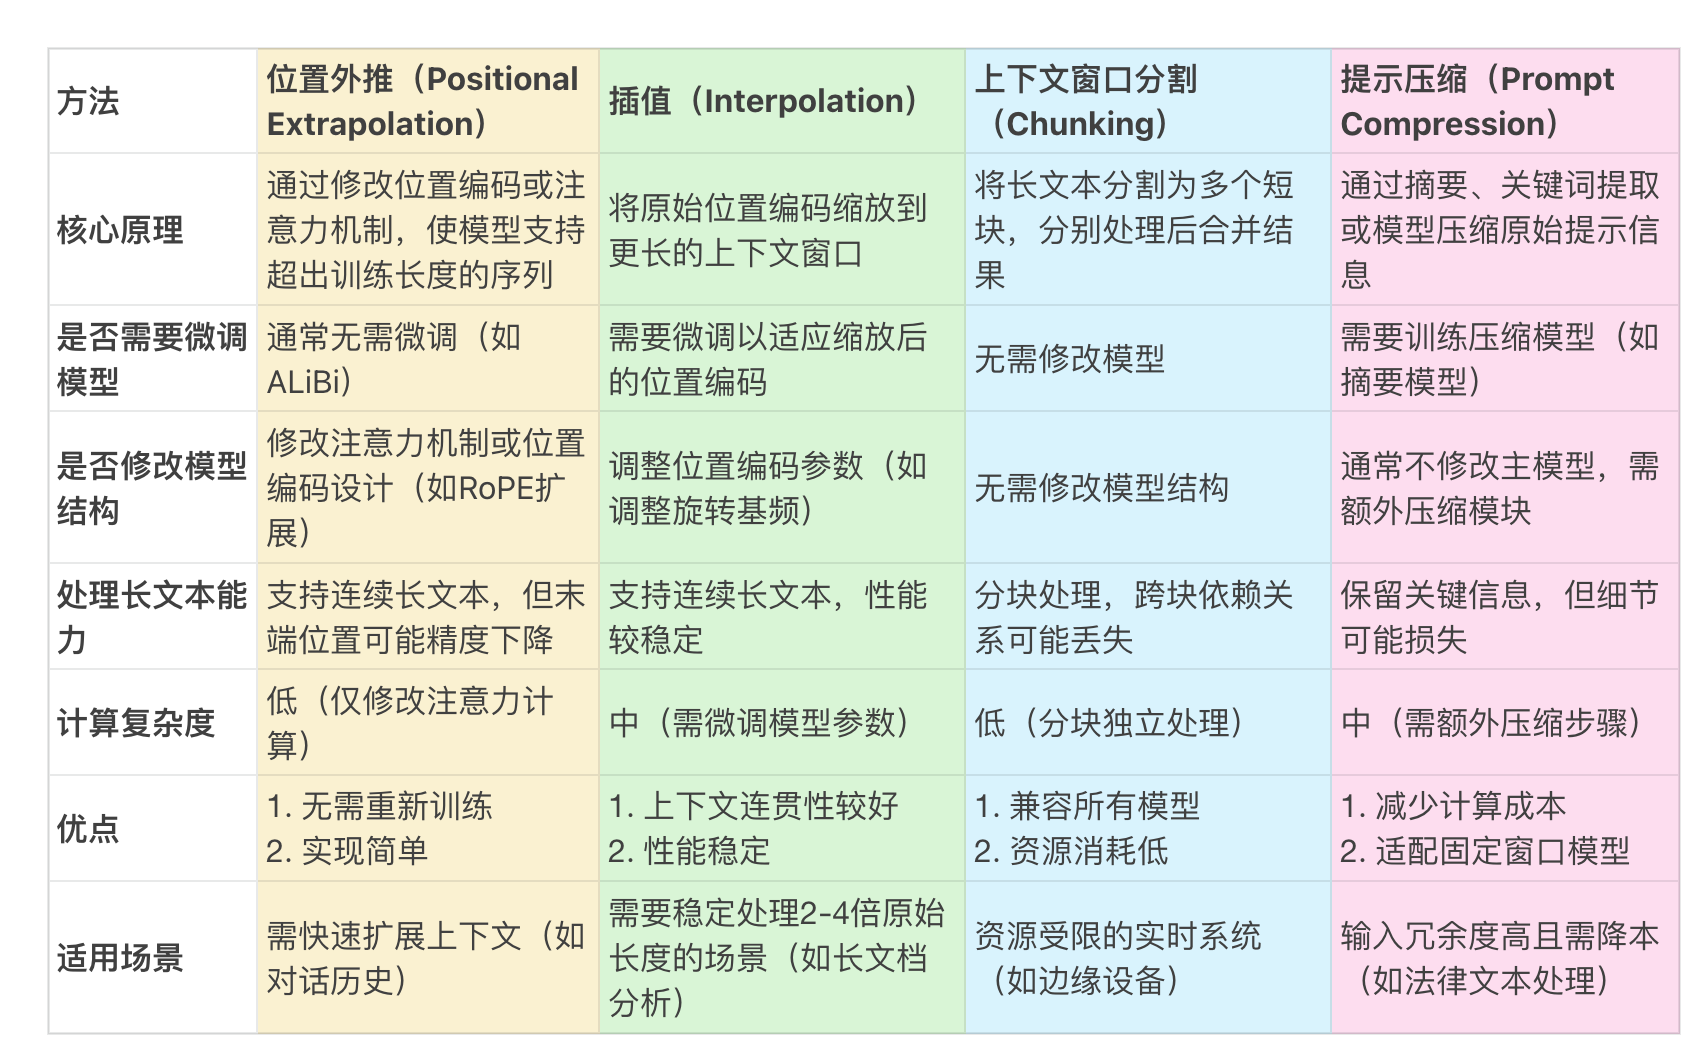 方法
位置外推（Positional
Extrapolation）
插值（Interpolation）
上下文窗口分割
（Chunking）
提示压缩（Prompt
Compression）
核心原理
通过修改位置编码或注
意力机制，使模型支持
超出训练长度的序列
将原始位置编码缩放到
更长的上下文窗口
将长文本分割为多个短
块，分别处理后合并结
果
通过摘要、关键词提取
或模型压缩原始提示信
息
是否需要微调
模型
通常无需微调（如
ALiBi）
需要微调以适应缩放后
的位置编码
无需修改模型
需要训练压缩模型（如
摘要模型）
是否修改模型
结构
修改注意力机制或位置
编码设计（如RoPE扩
展）
调整位置编码参数（如
调整旋转基频）
无需修改模型结构
通常不修改主模型，需
额外压缩模块
处理长文本能
力
支持连续长文本，但末
端位置可能精度下降
支持连续长文本，性能
较稳定
分块处理，跨块依赖关
系可能丢失
保留关键信息，但细节
可能损失
计算复杂度
低（仅修改注意力计
算）
中（需微调模型参数）
低（分块独立处理）
中（需额外压缩步骤）
优点
1. 无需重新训练
2. 实现简单
1. 上下文连贯性较好
2. 性能稳定
1. 兼容所有模型
2. 资源消耗低
1. 减少计算成本
2. 适配固定窗口模型
适用场景
需快速扩展上下文（如
对话历史）
需要稳定处理2-4倍原始
长度的场景（如长文档
分析）
资源受限的实时系统
（如边缘设备）
输入冗余度高且需降本
（如法律文本处理）